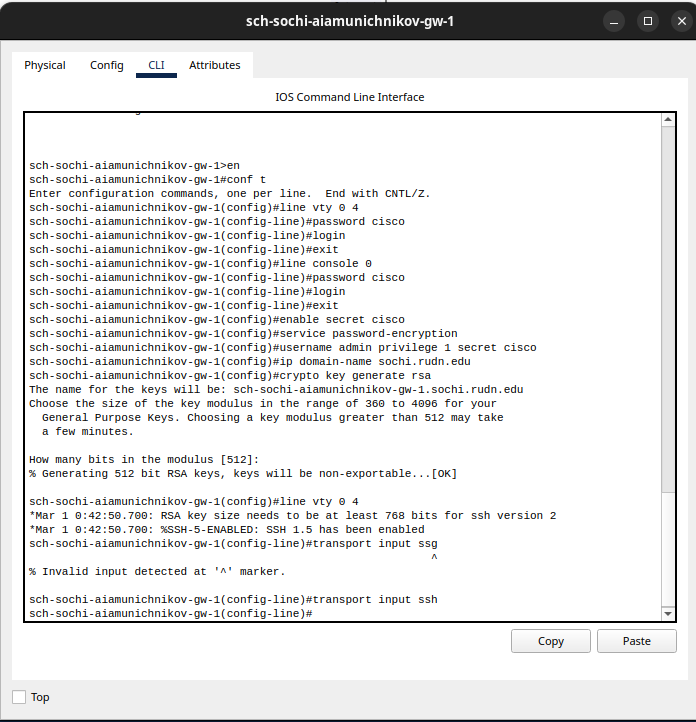 sch-sochi-aiamunichnikov-gw-1
Physical Config CLI Attributes
IOS Command Line Interface
sch-sochi-aiamunichnikov-gw-1>en
sch-sochi-aiamunichnikov-gw-1#conf t
Enter configuration commands, one per line.  End with CNTL/Z.
sch-sochi-aiamunichnikov-gw-1(config)#line vty 0 4
sch-sochi-aiamunichnikov-gw-1(config-line)#password cisco
sch-sochi-aiamunichnikov-gw-1(config-line)#login
sch-sochi-aiamunichnikov-gw-1(config-line)#exit
sch-sochi-aiamunichnikov-gw-1(config)#line console 0
sch-sochi-aiamunichnikov-gw-1(config-line)#password cisco
sch-sochi-aiamunichnikov-gw-1(config-line)#login
sch-sochi-aiamunichnikov-gw-1(config-line)#exit
sch-sochi-aiamunichnikov-gw-1(config)#enable secret cisco
sch-sochi-aiamunichnikov-gw-1(config)#service password-encryption
sch-sochi-aiamunichnikov-gw-1(config)#username admin privilege 1 secret cisco
sch-sochi-aiamunichnikov-gw-1(config)#ip domain-name sochi.rudn.edu
sch-sochi-aiamunichnikov-gw-1(config)#crypto key generate rsa
The name for the keys will be: sch-sochi-aiamunichnikov-gw-1.sochi.rudn.edu
Choose the size of the key modulus in the range of 360 to 4096 for your
General Purpose Keys. Choosing a key modulus greater than 512 may take
a few minutes.
How many bits in the modulus [512]:
% Generating 512 bit RSA keys, keys will be non-exportable...[OK]
sch-sochi-aiamunichnikov-gw-1(config)#line vty 0 4
*Mar 1 0:42:50.700: RSA key size needs to be at least 768 bits for ssh version 2
*Mar 1 0:42:50.700: %SSH-5-ENABLED: SSH 1.5 has been enabled
sch-sochi-aiamunichnikov-gw-1(config-line)#transport input ssg
^
% Invalid input detected at '^' marker.
sch-sochi-aiamunichnikov-gw-1(config-line)#transport input ssh
sch-sochi-aiamunichnikov-gw-1(config-line)#
Copy Paste
Top